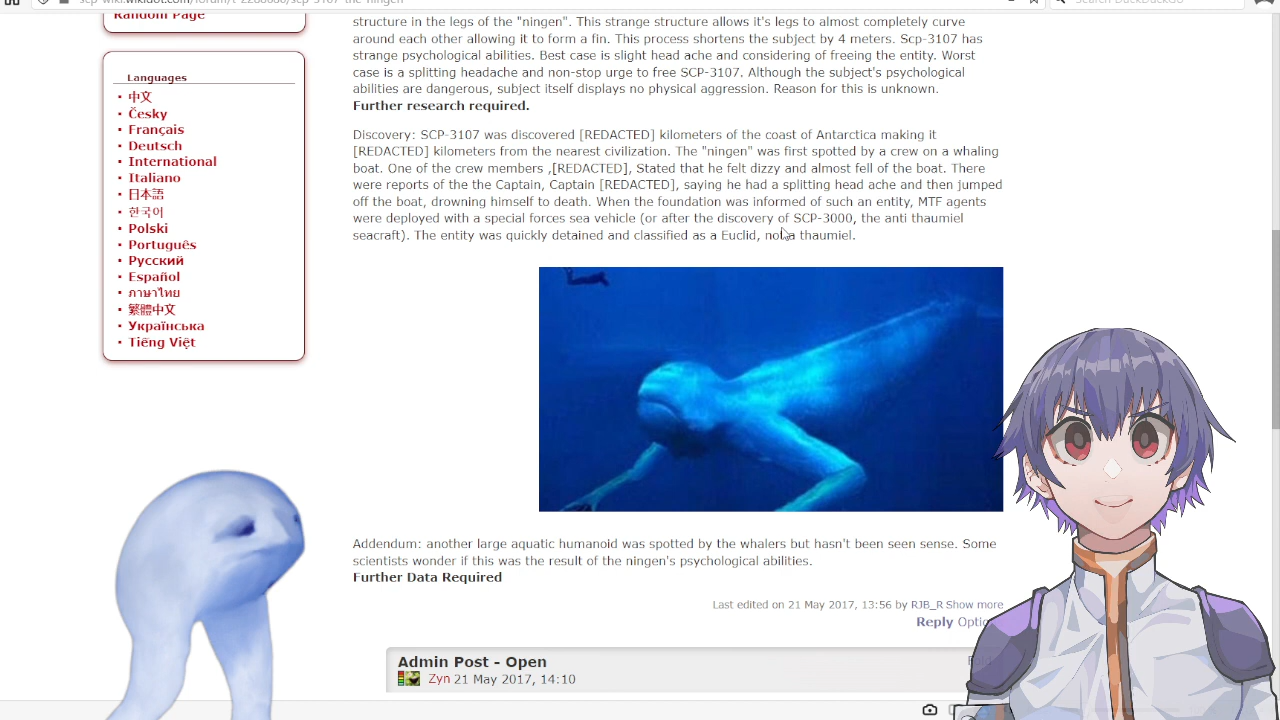 Random Page
Languages
中文
Česky
Français
Deutsch
International
Italiano
日本語
한국어
Polski
Português
Русский
Español
ภาษาไทย
繁體中文
Українська
Tiếng Việt
structure in the legs of the "ningen". This strange structure allows it's legs to almost completely curve
around each other allowing it to form a fin. This process shortens the subject by 4 meters. Scp-3107 has
strange psychological abilities. Best case is slight head ache and considering of freeing the entity. Worst
case is a splitting headache and non-stop urge to free SCP-3107. Although the subject's psychological
abilities are dangerous, subject itself displays no physical aggression. Reason for this is unknown.
Further research required.
Discovery: SCP-3107 was discovered [REDACTED] kilometers of the coast of Antarctica making it
[REDACTED] kilometers from the nearest civilization. The "ningen" was first spotted by a crew on a whaling
boat. One of the crew members ,[REDACTED], Stated that he felt dizzy and almost fell of the boat. There
were reports of the the Captain, Captain [REDACTED], saying he had a splitting head ache and then jumped
off the boat, drowning himself to death. When the foundation was informed of such an entity, MTF agents
were deployed with a special forces sea vehicle (or after the discovery of SCP-3000, the anti thaumiel
seacraft). The entity was quickly detained and classified as a Euclid, not a thaumiel.
Addendum: another large aquatic humanoid was spotted by the whalers but hasn't been seen sense. Some
scientists wonder if this was the result of the ningen's psychological abilities.
Further Data Required
Last edited on 21 May 2017, 13:56 by RJB_R Show more
Reply Optio
Admin Post - Open
Zyn 21 May 2017, 14:10